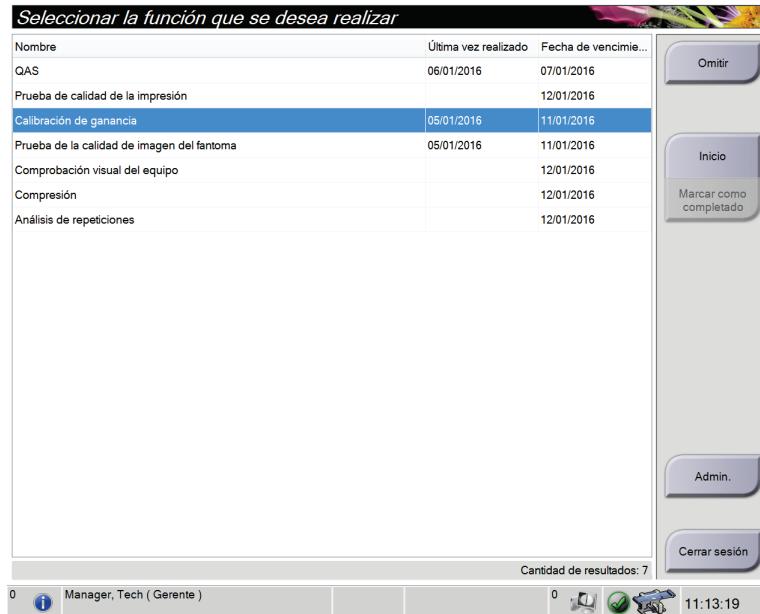 Seleccionar la función que se desea realizar
Nombre Última vez realizado Fecha de vencimie...
QAS 06/01/2016 07/01/2016
Prueba de calidad de la impresión 12/01/2016
Calibración de ganancia 05/01/2016 11/01/2016
Prueba de la calidad de imagen del fantoma 05/01/2016 11/01/2016
Comprobación visual del equipo 12/01/2016
Compresión 12/01/2016
Análisis de repeticiones 12/01/2016
Omitir
Inicio
Marcar como
completado
Admin.
Cerrar sesión
Cantidad de resultados: 7
0 Manager, Tech ( Gerente ) 0 11:13:19